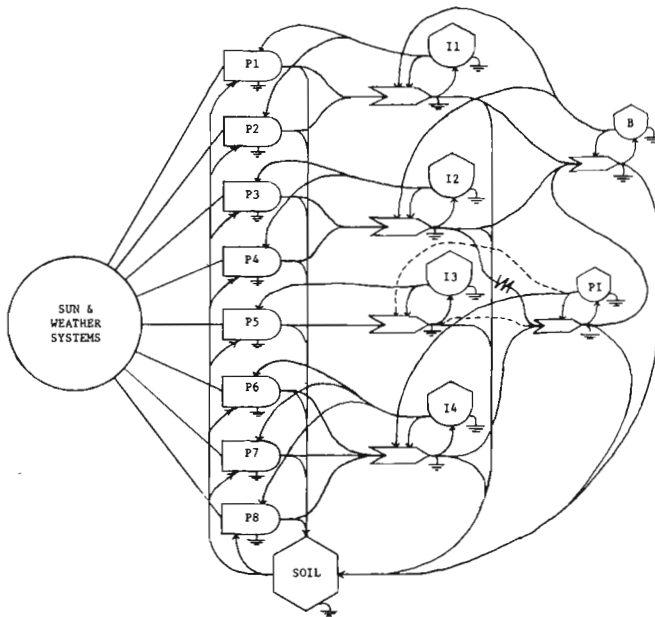 P1
I1
P2
B
P3
I2
P4
I3
PI
SUN &
WEATHER
SYSTEMS
P5
P6
I4
P7
P8
SOIL